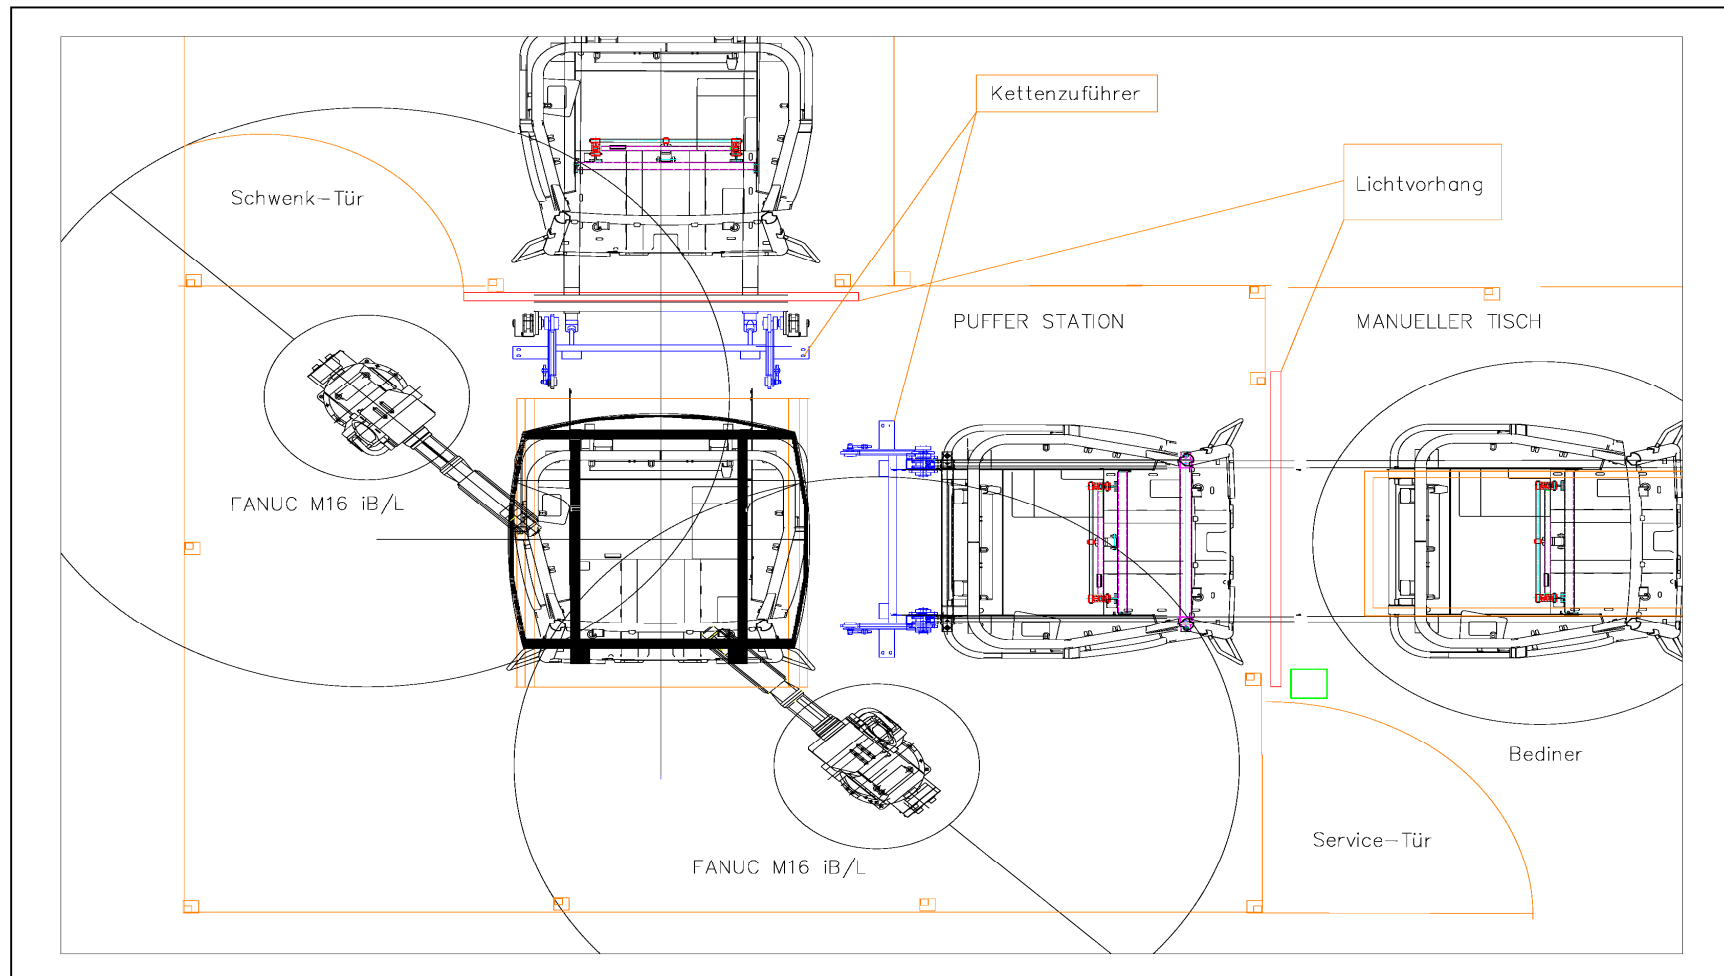 Kettenzuführer
Lichtvorhang
Schwenk-Tür
PUFFER STATION
MANUELLER TISCH
FANUC M16 iB/L
Bediner
Service-Tür
FANUC M16 iB/L